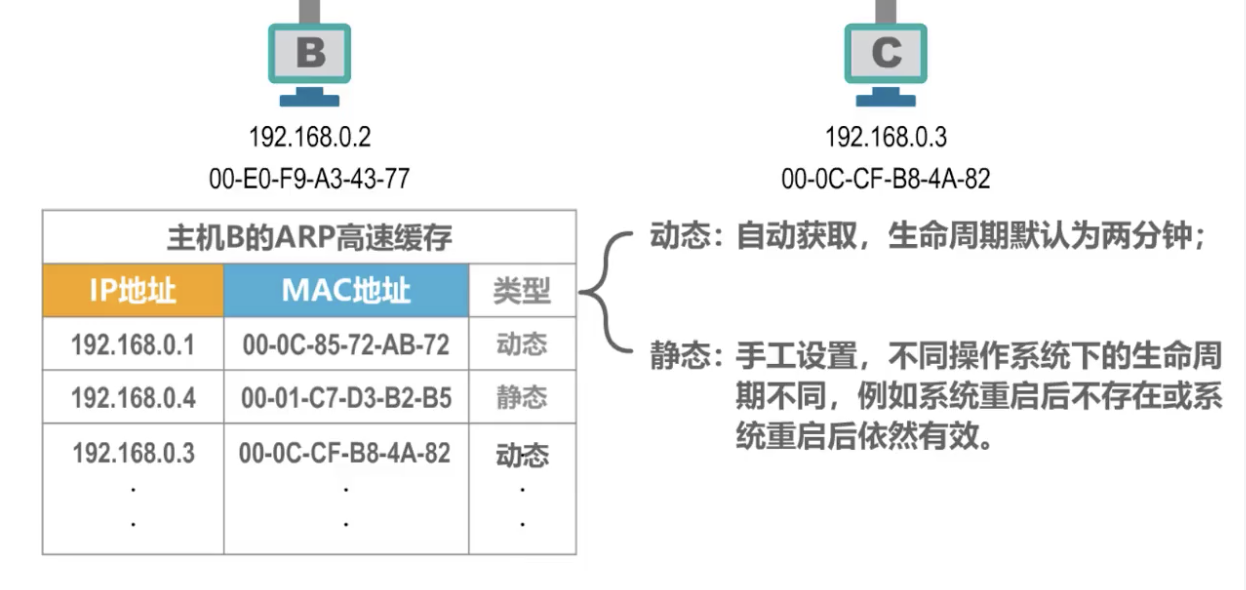 B
C
192.168.0.2
192.168.0.3
00-E0-F9-A3-43-77
00-0C-CF-B8-4A-82
主机B的ARP高速缓存
IP地址 MAC地址 类型
192.168.0.1 00-0C-85-72-AB-72 动态
192.168.0.4 00-01-C7-D3-B2-B5 静态
192.168.0.3 00-0C-CF-B8-4A-82 动态
. . .
. . .
动态：自动获取，生命周期默认为两分钟；
静态：手工设置，不同操作系统下的生命周
期不同，例如系统重启后不存在或系
统重启后依然有效。